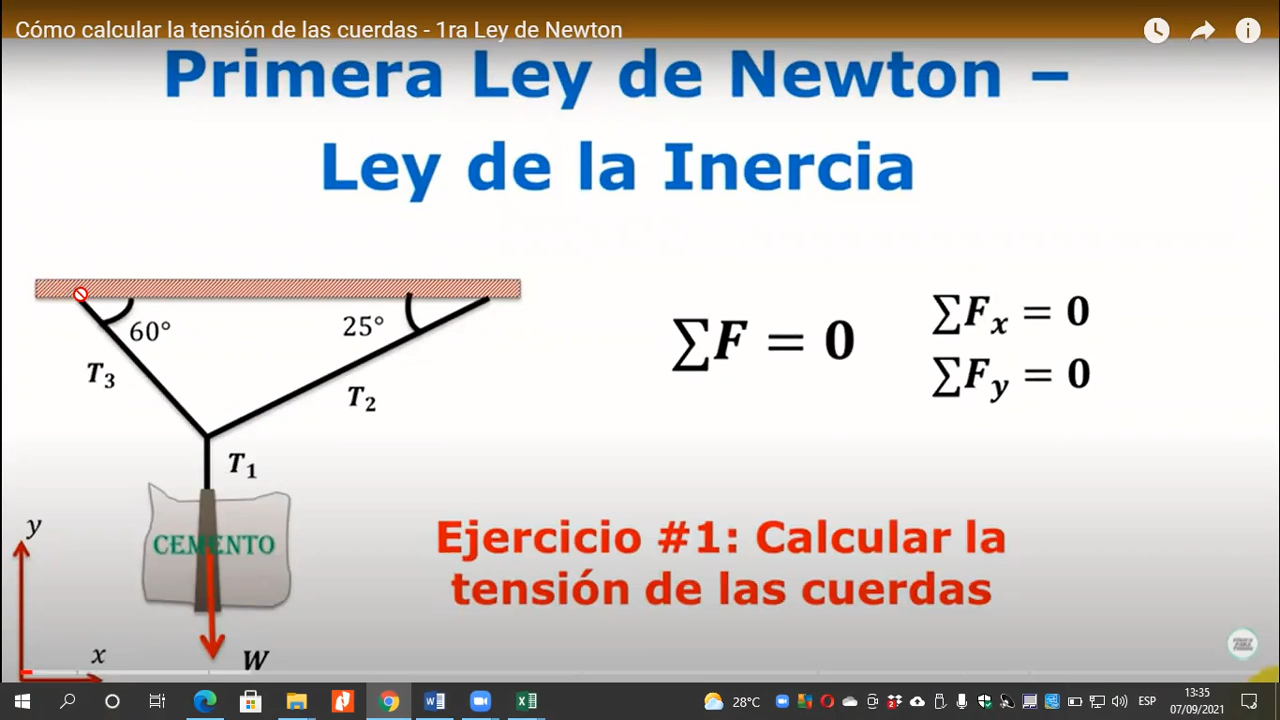 Cómo calcular la tensión de las cuerdas - 1ra Ley de Newton
Primera Ley de Newton –
Ley de la Inercia
60°
25°
T₃
T₂
T₁
∑F = 0
∑Fₓ = 0
∑Fᵧ = 0
CEMENTO
y
x
W
Ejercicio #1: Calcular la
tensión de las cuerdas
28°C
ESP
13:35
07/09/2021